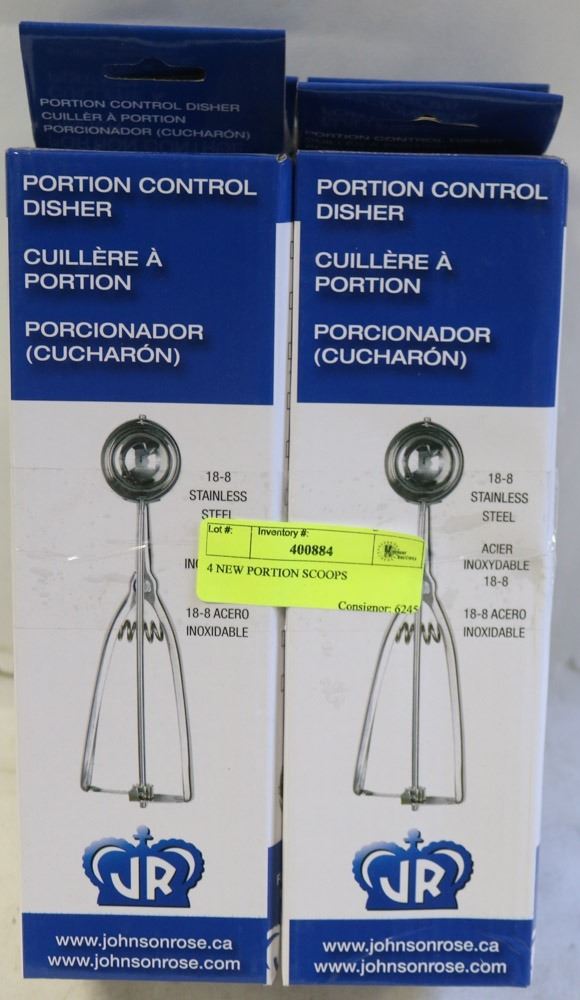 PORTION CONTROL DISHER
CUILLÈR À PORTION
PORCIONADOR (CUCHARÓN)
PORTION CONTROL
DISHER
CUILLÈRE À
PORTION
PORCIONADOR
(CUCHARÓN)
18-8
STAINLESS
STEEL
18-8 ACERO
INOXIDABLE
JR
www.johnsonrose.ca
www.johnsonrose.com
PORTION CONTROL
DISHER
CUILLÈRE À
PORTION
PORCIONADOR
(CUCHARÓN)
18-8
STAINLESS
STEEL
ACIER
INOXYDABLE
18-8
18-8 ACERO
INOXIDABLE
JR
www.johnsonrose.ca
www.johnsonrose.com
Lot #: Inventory #:
400884
4 NEW PORTION SCOOPS
Consignor: 6245